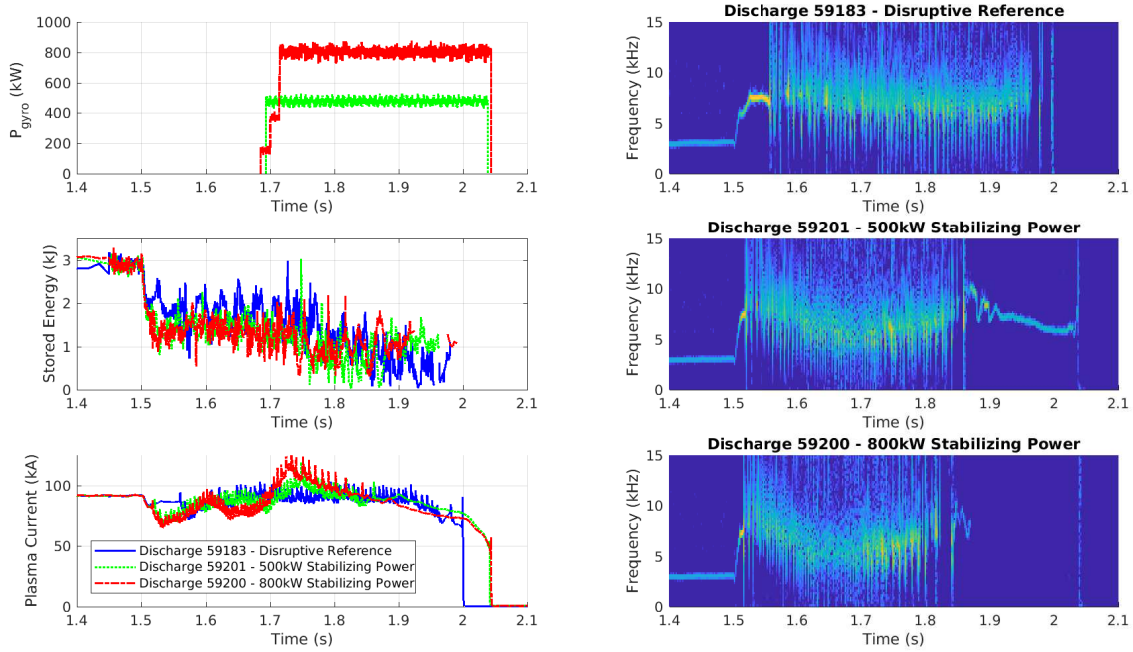 1000
800
600
400
200
0
P_gyro (kW)
1.4 1.5 1.6 1.7 1.8 1.9 2 2.1
Time (s)
3
2
1
0
Stored Energy (kJ)
1.4 1.5 1.6 1.7 1.8 1.9 2 2.1
Time (s)
100
50
0
Plasma Current (kA)
Discharge 59183 - Disruptive Reference
Discharge 59201 - 500kW Stabilizing Power
Discharge 59200 - 800kW Stabilizing Power
1.4 1.5 1.6 1.7 1.8 1.9 2 2.1
Time (s)
Discharge 59183 - Disruptive Reference
15
10
5
0
Frequency (kHz)
1.4 1.5 1.6 1.7 1.8 1.9 2 2.1
Time (s)
Discharge 59201 - 500kW Stabilizing Power
15
10
5
0
Frequency (kHz)
1.4 1.5 1.6 1.7 1.8 1.9 2 2.1
Time (s)
Discharge 59200 - 800kW Stabilizing Power
15
10
5
0
Frequency (kHz)
1.4 1.5 1.6 1.7 1.8 1.9 2 2.1
Time (s)